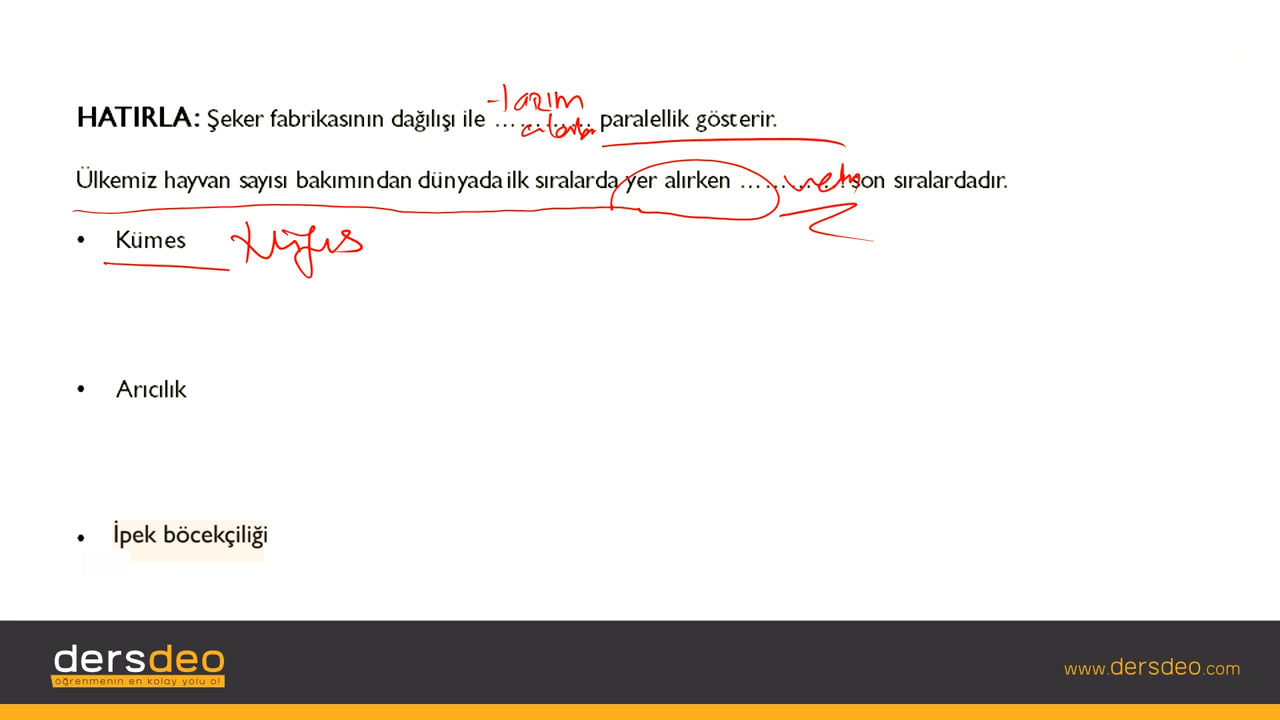 HATIRLA: Şeker fabrikasının dağılışı ile ………… paralellik gösterir.
tarım
Ülkemiz hayvan sayısı bakımından dünyada ilk sıralarda yer alırken ………… son sıralardadır.
• Kümes nüfus
• Arıcılık
• İpek böcekçiliği
dersdeo
öğrenmenin en kolay yolu o!
www.dersdeo.com